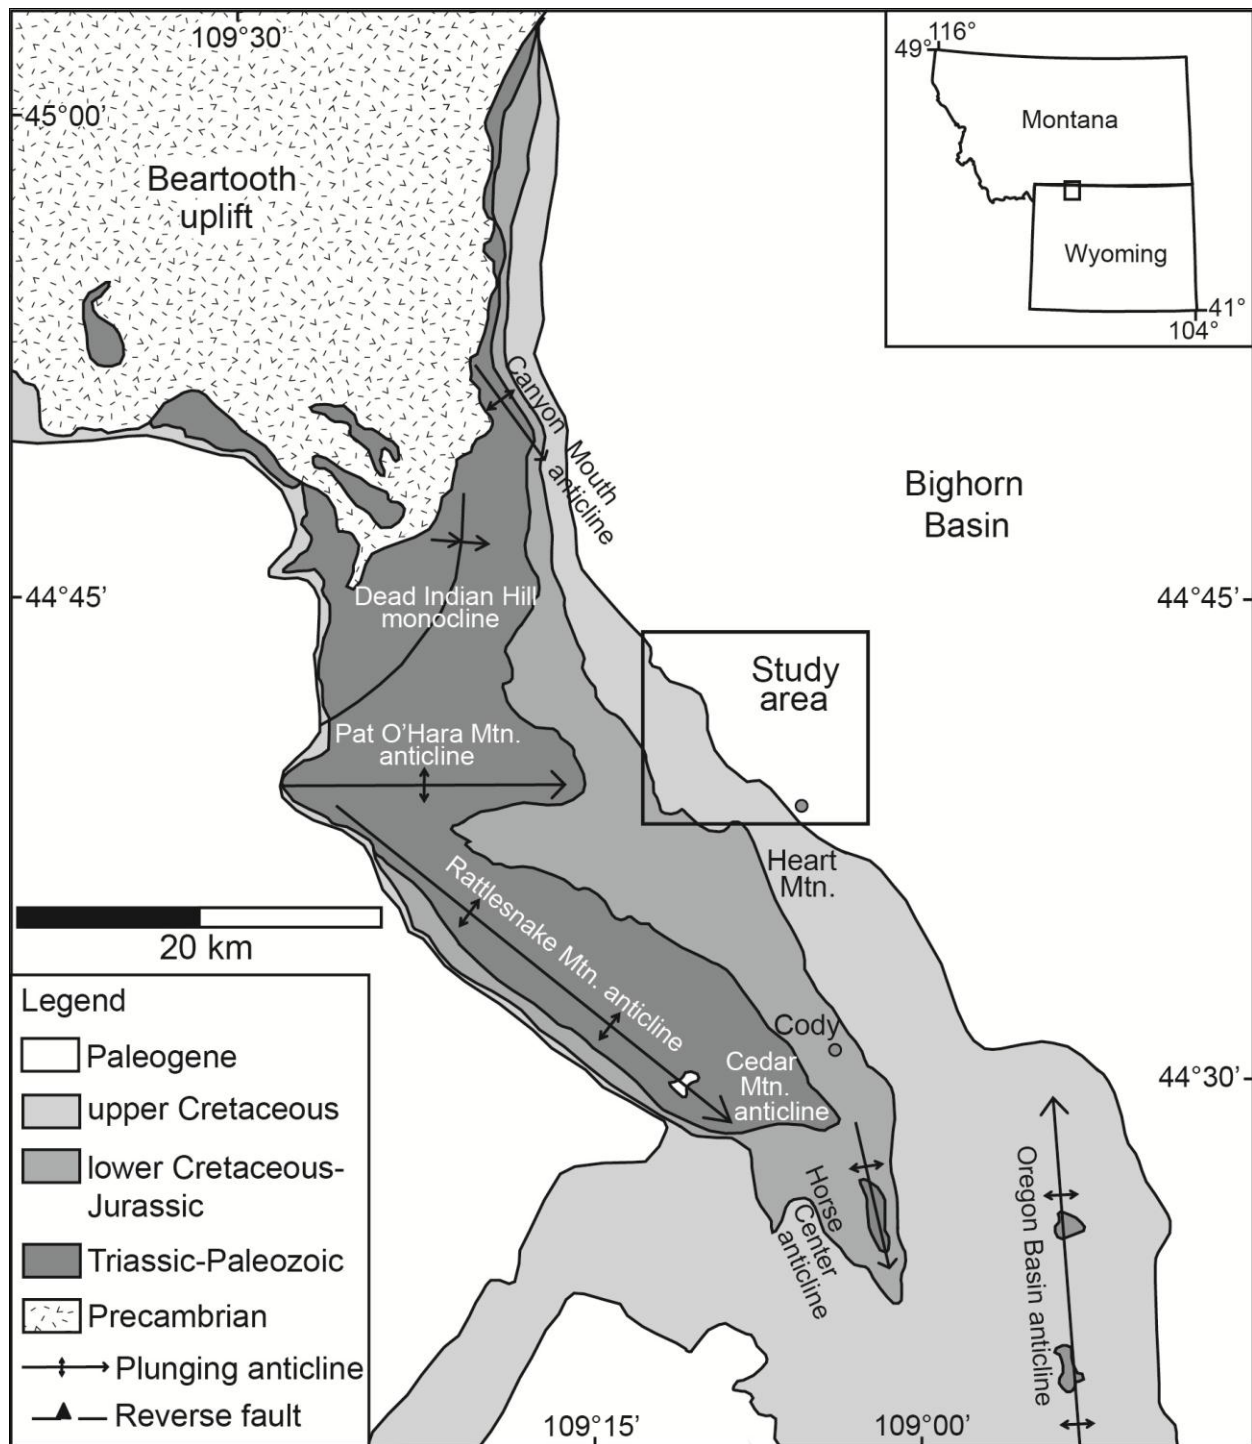 109°30’
45°00’
Beartooth
uplift
49°
116°
Montana
Wyoming
41°
104°
Canyon Mouth
anticline
Bighorn
Basin
44°45’
44°45’
Dead Indian Hill
monocline
Study
area
Pat O’Hara Mtn.
anticline
Heart
Mtn.
Rattlesnake Mtn. anticline
20 km
Cody
Cedar
Mtn.
anticline
44°30’
Horse
Center
anticline
Oregon Basin anticline
Legend
Paleogene
upper Cretaceous
lower Cretaceous-
Jurassic
Triassic-Paleozoic
Precambrian
Plunging anticline
Reverse fault
109°15’
109°00’